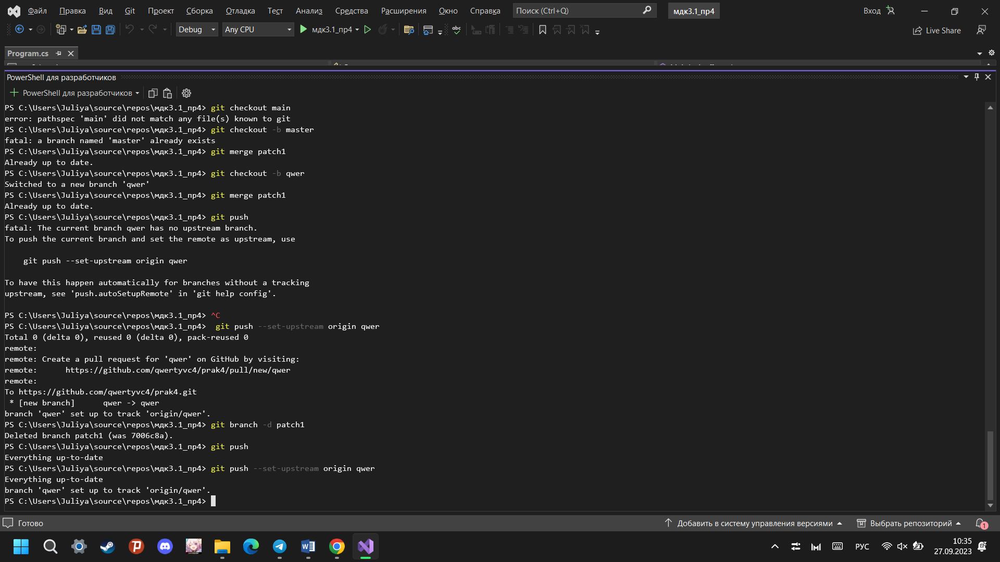 Файл Правка Вид Git Проект Сборка Отладка Тест Анализ Средства Расширения Окно Справка Поиск (Ctrl+Q) мдк3.1_пр4 Вход
Debug Any CPU мдк3.1_пр4 abc Live Share
Program.cs
PowerShell для разработчиков
PowerShell для разработчиков
PS C:\Users\Juliya\source\repos\мдк3.1_пр4> git checkout main
error: pathspec 'main' did not match any file(s) known to git
PS C:\Users\Juliya\source\repos\мдк3.1_пр4> git checkout -b master
fatal: a branch named 'master' already exists
PS C:\Users\Juliya\source\repos\мдк3.1_пр4> git merge patch1
Already up to date.
PS C:\Users\Juliya\source\repos\мдк3.1_пр4> git checkout -b qwer
Switched to a new branch 'qwer'
PS C:\Users\Juliya\source\repos\мдк3.1_пр4> git merge patch1
Already up to date.
PS C:\Users\Juliya\source\repos\мдк3.1_пр4> git push
fatal: The current branch qwer has no upstream branch.
To push the current branch and set the remote as upstream, use
git push --set-upstream origin qwer
To have this happen automatically for branches without a tracking
upstream, see 'push.autoSetupRemote' in 'git help config'.
PS C:\Users\Juliya\source\repos\мдк3.1_пр4> ^C
PS C:\Users\Juliya\source\repos\мдк3.1_пр4>  git push --set-upstream origin qwer
Total 0 (delta 0), reused 0 (delta 0), pack-reused 0
remote:
remote: Create a pull request for 'qwer' on GitHub by visiting:
remote:      https://github.com/qwertyvc4/prak4/pull/new/qwer
remote:
To https://github.com/qwertyvc4/prak4.git
 * [new branch]      qwer -> qwer
branch 'qwer' set up to track 'origin/qwer'.
PS C:\Users\Juliya\source\repos\мдк3.1_пр4> git branch -d patch1
Deleted branch patch1 (was 7006c8a).
PS C:\Users\Juliya\source\repos\мдк3.1_пр4> git push
Everything up-to-date
PS C:\Users\Juliya\source\repos\мдк3.1_пр4> git push --set-upstream origin qwer
Everything up-to-date
branch 'qwer' set up to track 'origin/qwer'.
PS C:\Users\Juliya\source\repos\мдк3.1_пр4>
Готово Добавить в систему управления версиями Выбрать репозиторий 1
РУС 10:35
27.09.2023